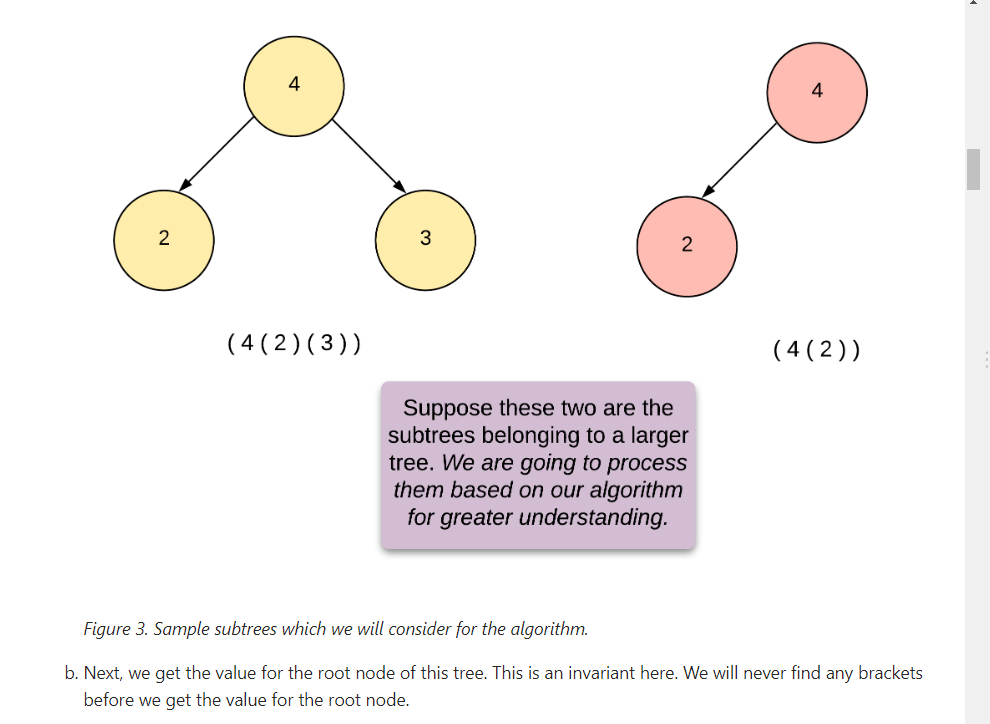 4
4
2
3
2
(4(2)(3))
(4(2))
Suppose these two are the
subtrees belonging to a larger
tree. We are going to process
them based on our algorithm
for greater understanding.
Figure 3. Sample subtrees which we will consider for the algorithm.
b. Next, we get the value for the root node of this tree. This is an invariant here. We will never find any brackets
before we get the value for the root node.